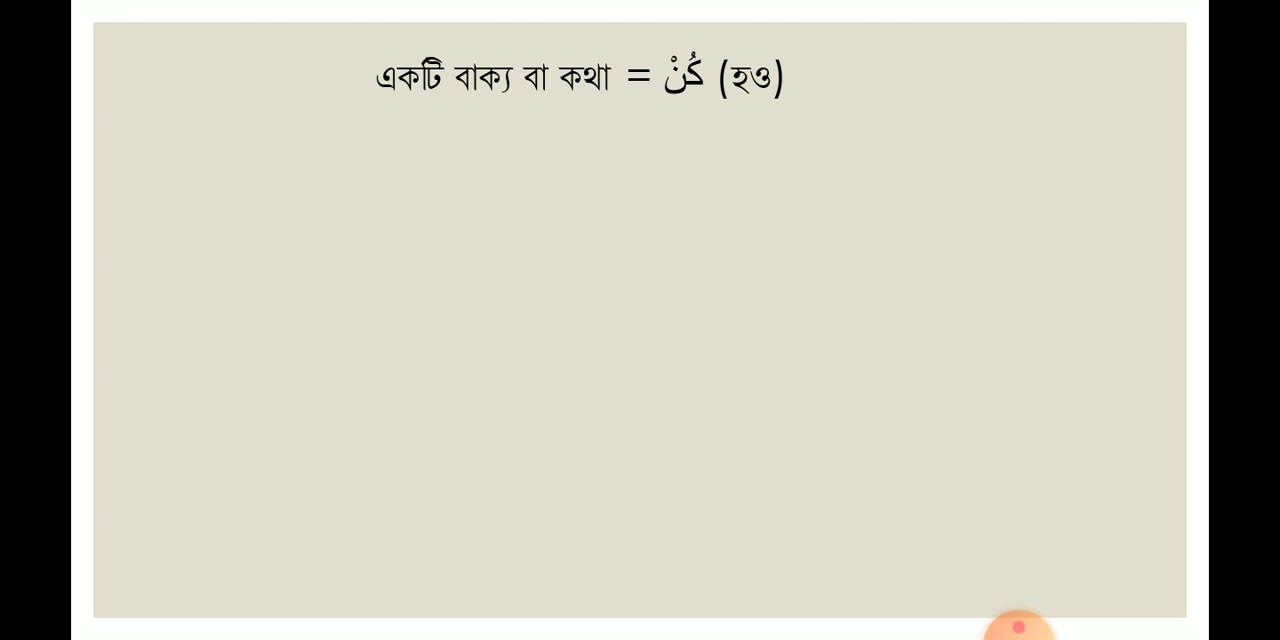 একটি বাক্য বা কথা = كُنْ (হও)